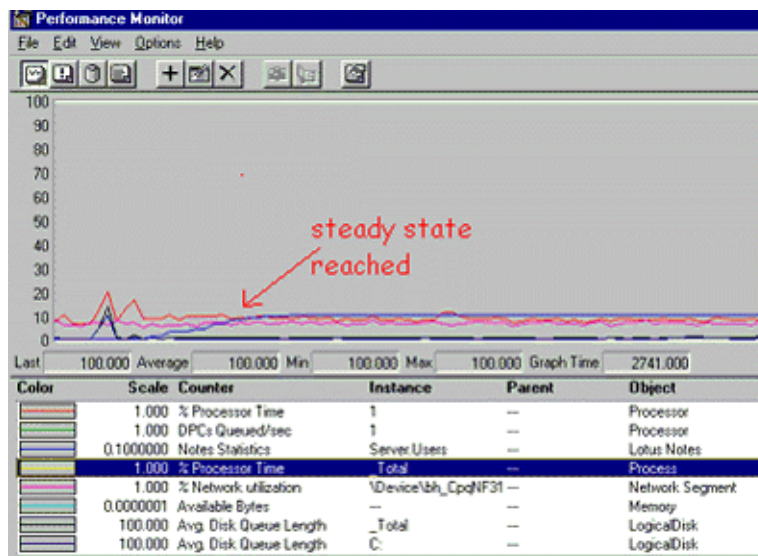 Performance Monitor
File Edit View Options Help
100
90
80
70
60
50
40
30
20
10
0
steady state
reached
Last 100.000 Average 100.000 Min 100.000 Max 100.000 Graph Time 2741.000
Color Scale Counter Instance Parent Object
1.000 % Processor Time 1 --- Processor
1.000 DPCs Queued/sec 1 --- Processor
0.1000000 Notes Statistics Server.Users --- Lotus Notes
1.000 % Processor Time _Total --- Process
1.000 % Network utilization \Device\bh_CpqNF31 --- Network Segment
0.0000001 Available Bytes --- --- Memory
100.000 Avg. Disk Queue Length _Total --- LogicalDisk
100.000 Avg. Disk Queue Length C: --- LogicalDisk